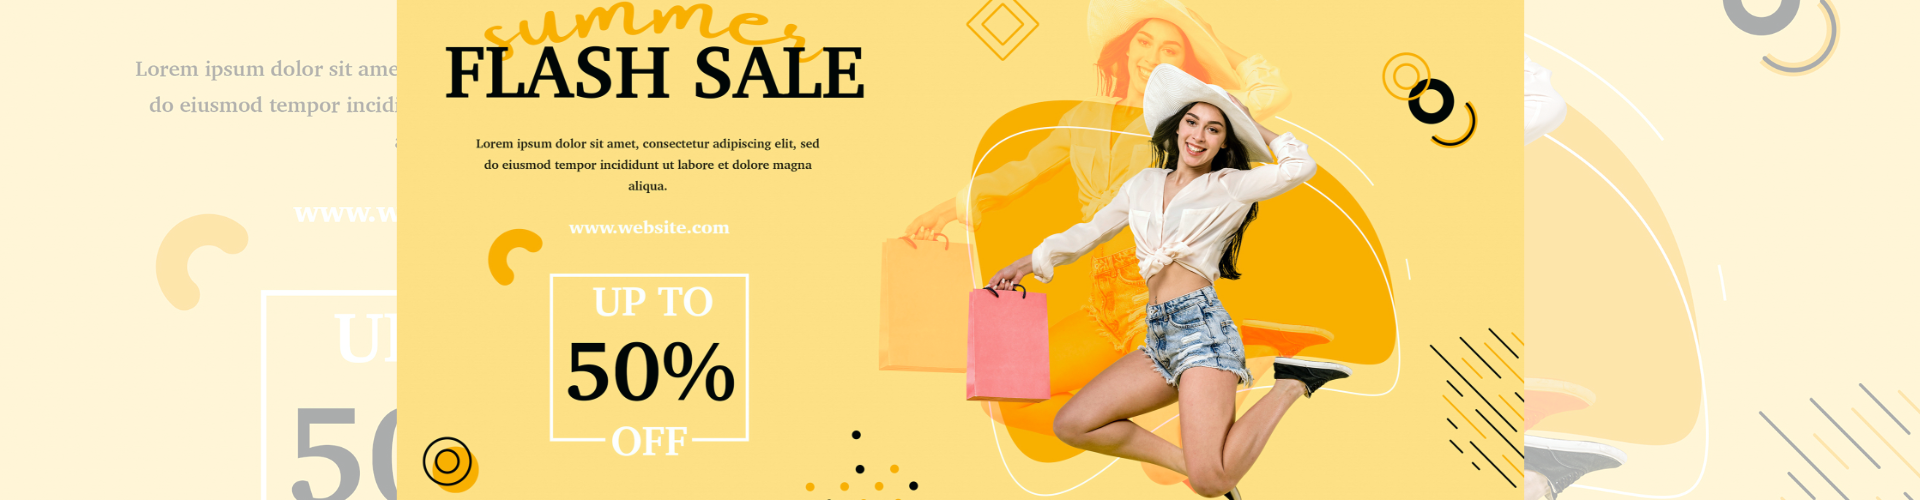 summer
FLASH SALE
Lorem ipsum dolor sit amet, consectetur adipiscing elit, sed
do eiusmod tempor incididunt ut labore et dolore magna
aliqua.
www.website.com
UP TO
50%
OFF
Lorem ipsum dolor sit ame
do eiusmod tempor incidi
www.w
U
50